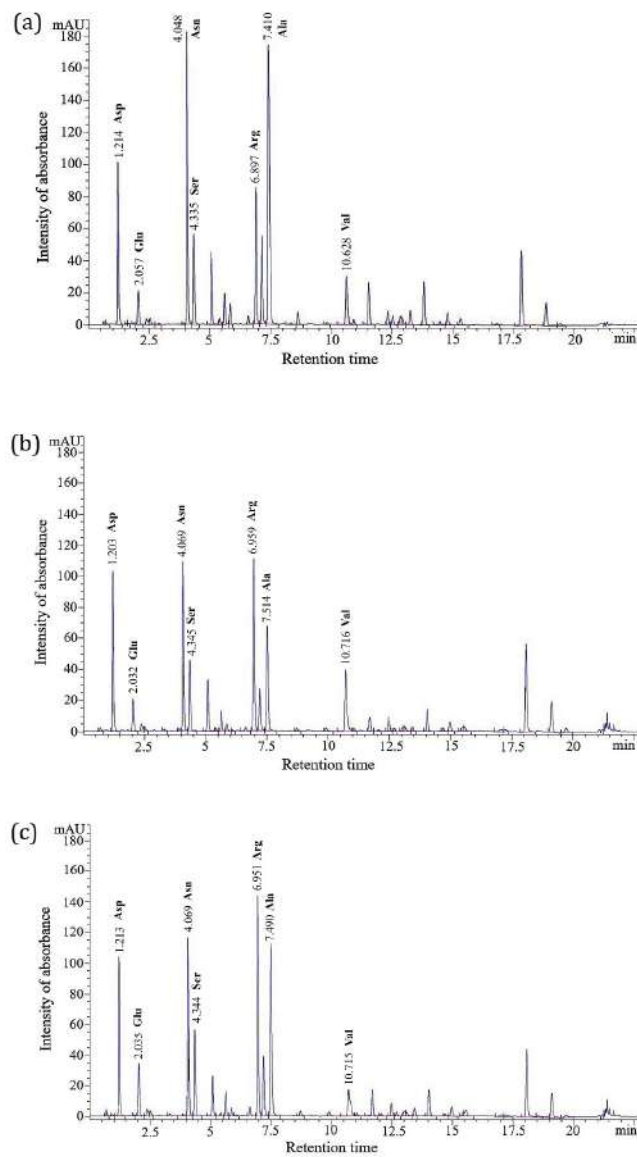 (a)
mAU
180
160
140
120
100
80
60
40
20
0
Intensity of absorbance
1.214 Asp
2.057 Glu
4.048 Asn
4.335 Ser
6.897 Arg
7.410 Ala
10.628 Val
2.5 5 7.5 10 12.5 15 17.5 20 min
Retention time
(b)
mAU
180
160
140
120
100
80
60
40
20
0
Intensity of absorbance
1.203 Asp
2.032 Glu
4.069 Asn
4.345 Ser
6.959 Arg
7.514 Ala
10.716 Val
2.5 5 7.5 10 12.5 15 17.5 20 min
Retention time
(c)
mAU
180
160
140
120
100
80
60
40
20
0
Intensity of absorbance
1.213 Asp
2.035 Glu
4.069 Asn
4.344 Ser
6.951 Arg
7.490 Ala
10.715 Val
2.5 5 7.5 10 12.5 15 17.5 20 min
Retention time